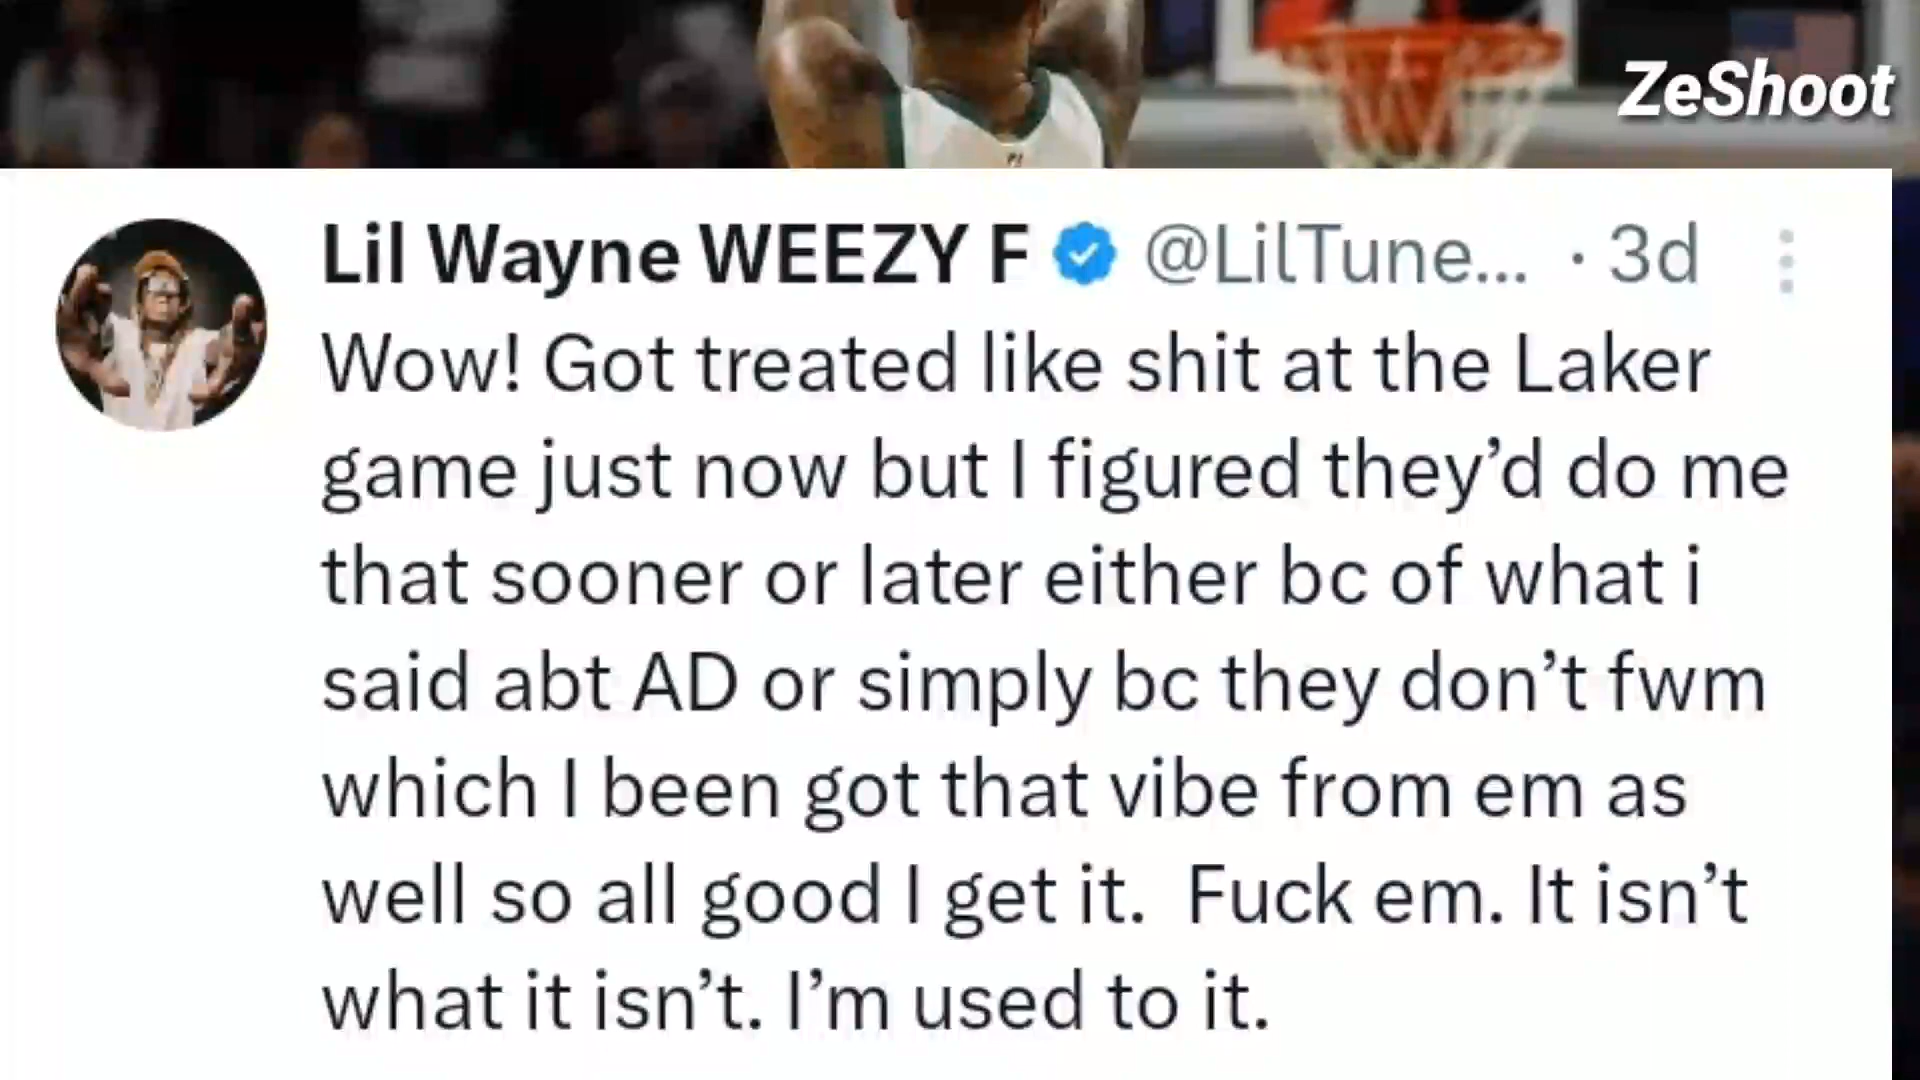 ZeShoot
Lil Wayne WEEZY F @LilTune... · 3d
Wow! Got treated like shit at the Laker
game just now but I figured they’d do me
that sooner or later either bc of what i
said abt AD or simply bc they don’t fwm
which I been got that vibe from em as
well so all good I get it.  Fuck em. It isn’t
what it isn’t. I’m used to it.